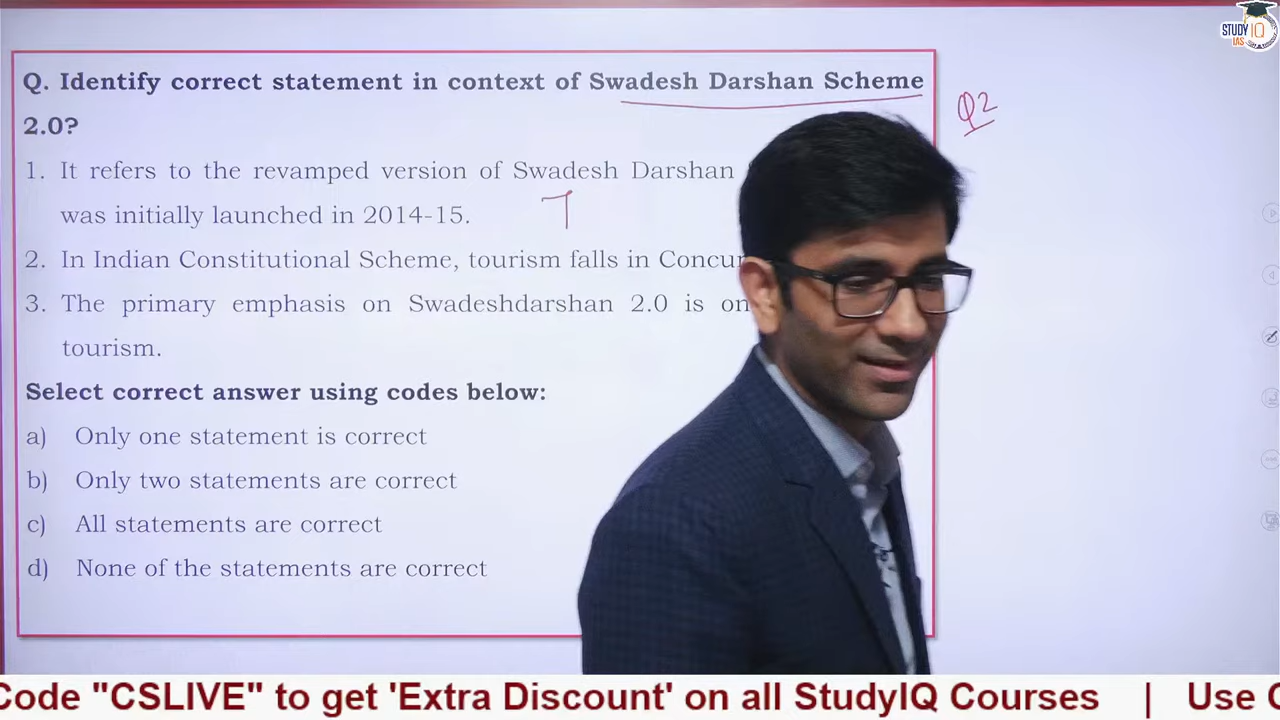 STUDY IQ
IAS
Q. Identify correct statement in context of Swadesh Darshan Scheme
2.0?
Q2
1. It refers to the revamped version of Swadesh Darshan
was initially launched in 2014-15.
T
2. In Indian Constitutional Scheme, tourism falls in Concur
3. The primary emphasis on Swadeshdarshan 2.0 is on
tourism.
Select correct answer using codes below:
a) Only one statement is correct
b) Only two statements are correct
c) All statements are correct
d) None of the statements are correct
Code "CSLIVE" to get 'Extra Discount' on all StudyIQ Courses | Use